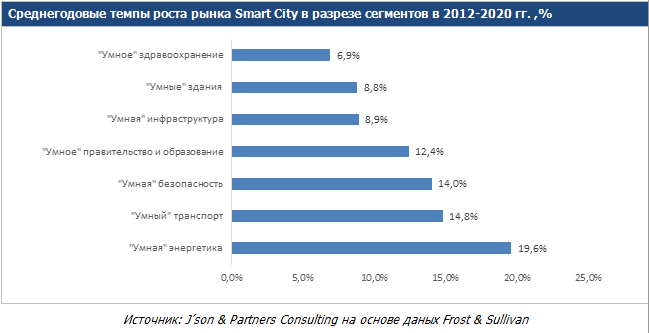 Среднегодовые темпы роста рынка Smart City в разрезе сегментов в 2012-2020 гг. ,%
"Умное" здравоохранение 6,9%
"Умные" здания 8,8%
"Умная" инфраструктура 8,9%
"Умное" правительство и образование 12,4%
"Умная" безопасность 14,0%
"Умный" транспорт 14,8%
"Умная" энергетика 19,6%
0,0% 5,0% 10,0% 15,0% 20,0% 25,0%
Источник: J'son & Partners Consulting на основе даных Frost & Sullivan